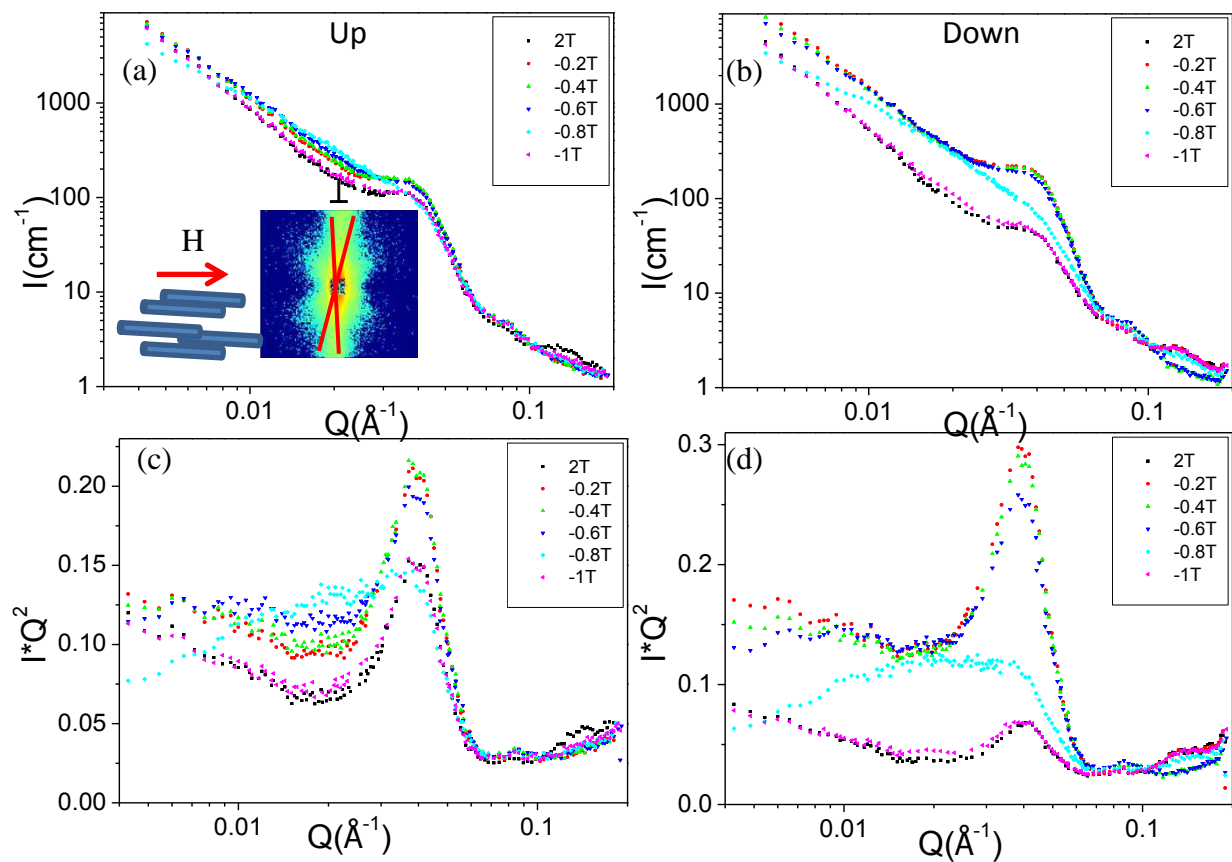 Up
(a)
2T
-0.2T
-0.4T
-0.6T
-0.8T
-1T
1000
100
10
1
I(cm⁻¹)
H
0.01
0.1
Q(Å⁻¹)
Down
(b)
2T
-0.2T
-0.4T
-0.6T
-0.8T
-1T
1000
100
10
1
I(cm⁻¹)
0.01
0.1
Q(Å⁻¹)
(c)
2T
-0.2T
-0.4T
-0.6T
-0.8T
-1T
0.20
0.15
0.10
0.05
0.00
I*Q²
0.01
0.1
Q(Å⁻¹)
(d)
2T
-0.2T
-0.4T
-0.6T
-0.8T
-1T
0.3
0.2
0.1
0.0
I*Q²
0.01
0.1
Q(Å⁻¹)